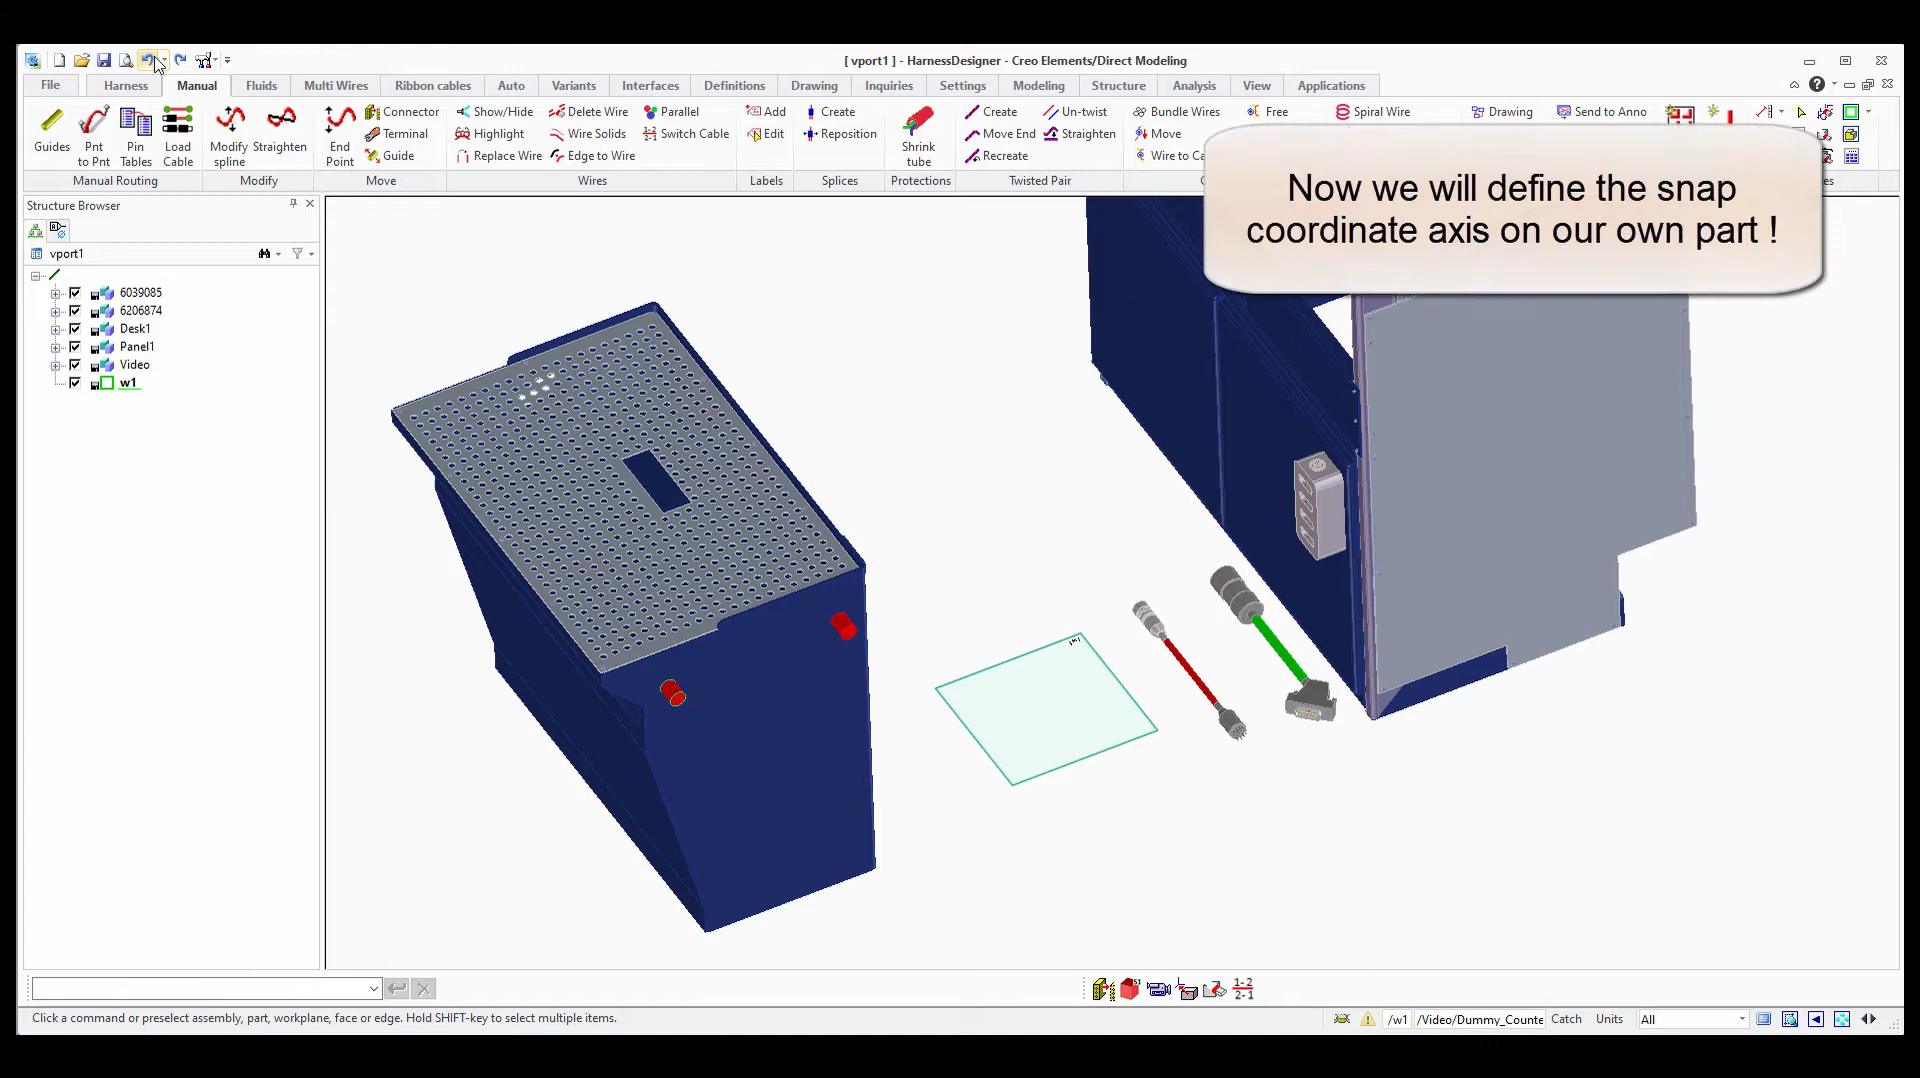 [ vport1 ] - HarnessDesigner - Creo Elements/Direct Modeling
File Harness Manual Fluids Multi Wires Ribbon cables Auto Variants Interfaces Definitions Drawing Inquiries Settings Modeling Structure Analysis View Applications
Guides
Pnt to Pnt
Pin Tables
Load Cable
Manual Routing
Modify spline
Straighten
Modify
End Point
Connector
Terminal
Guide
Move
Show/Hide
Highlight
Replace Wire
Delete Wire
Wire Solids
Edge to Wire
Parallel
Switch Cable
Wires
Add
Edit
Labels
Create
Reposition
Splices
Shrink tube
Protections
Create
Move End
Recreate
Un-twist
Straighten
Twisted Pair
Bundle Wires
Move
Free
Spiral Wire
Drawing
Send to Anno
Now we will define the snap
coordinate axis on our own part !
Structure Browser
vport1
6039085
6206874
Desk1
Panel1
Video
w1
w1
1-2
2-1
Click a command or preselect assembly, part, workplane, face or edge. Hold SHIFT-key to select multiple items.
/w1 /Video/Dummy_Counte Catch Units All